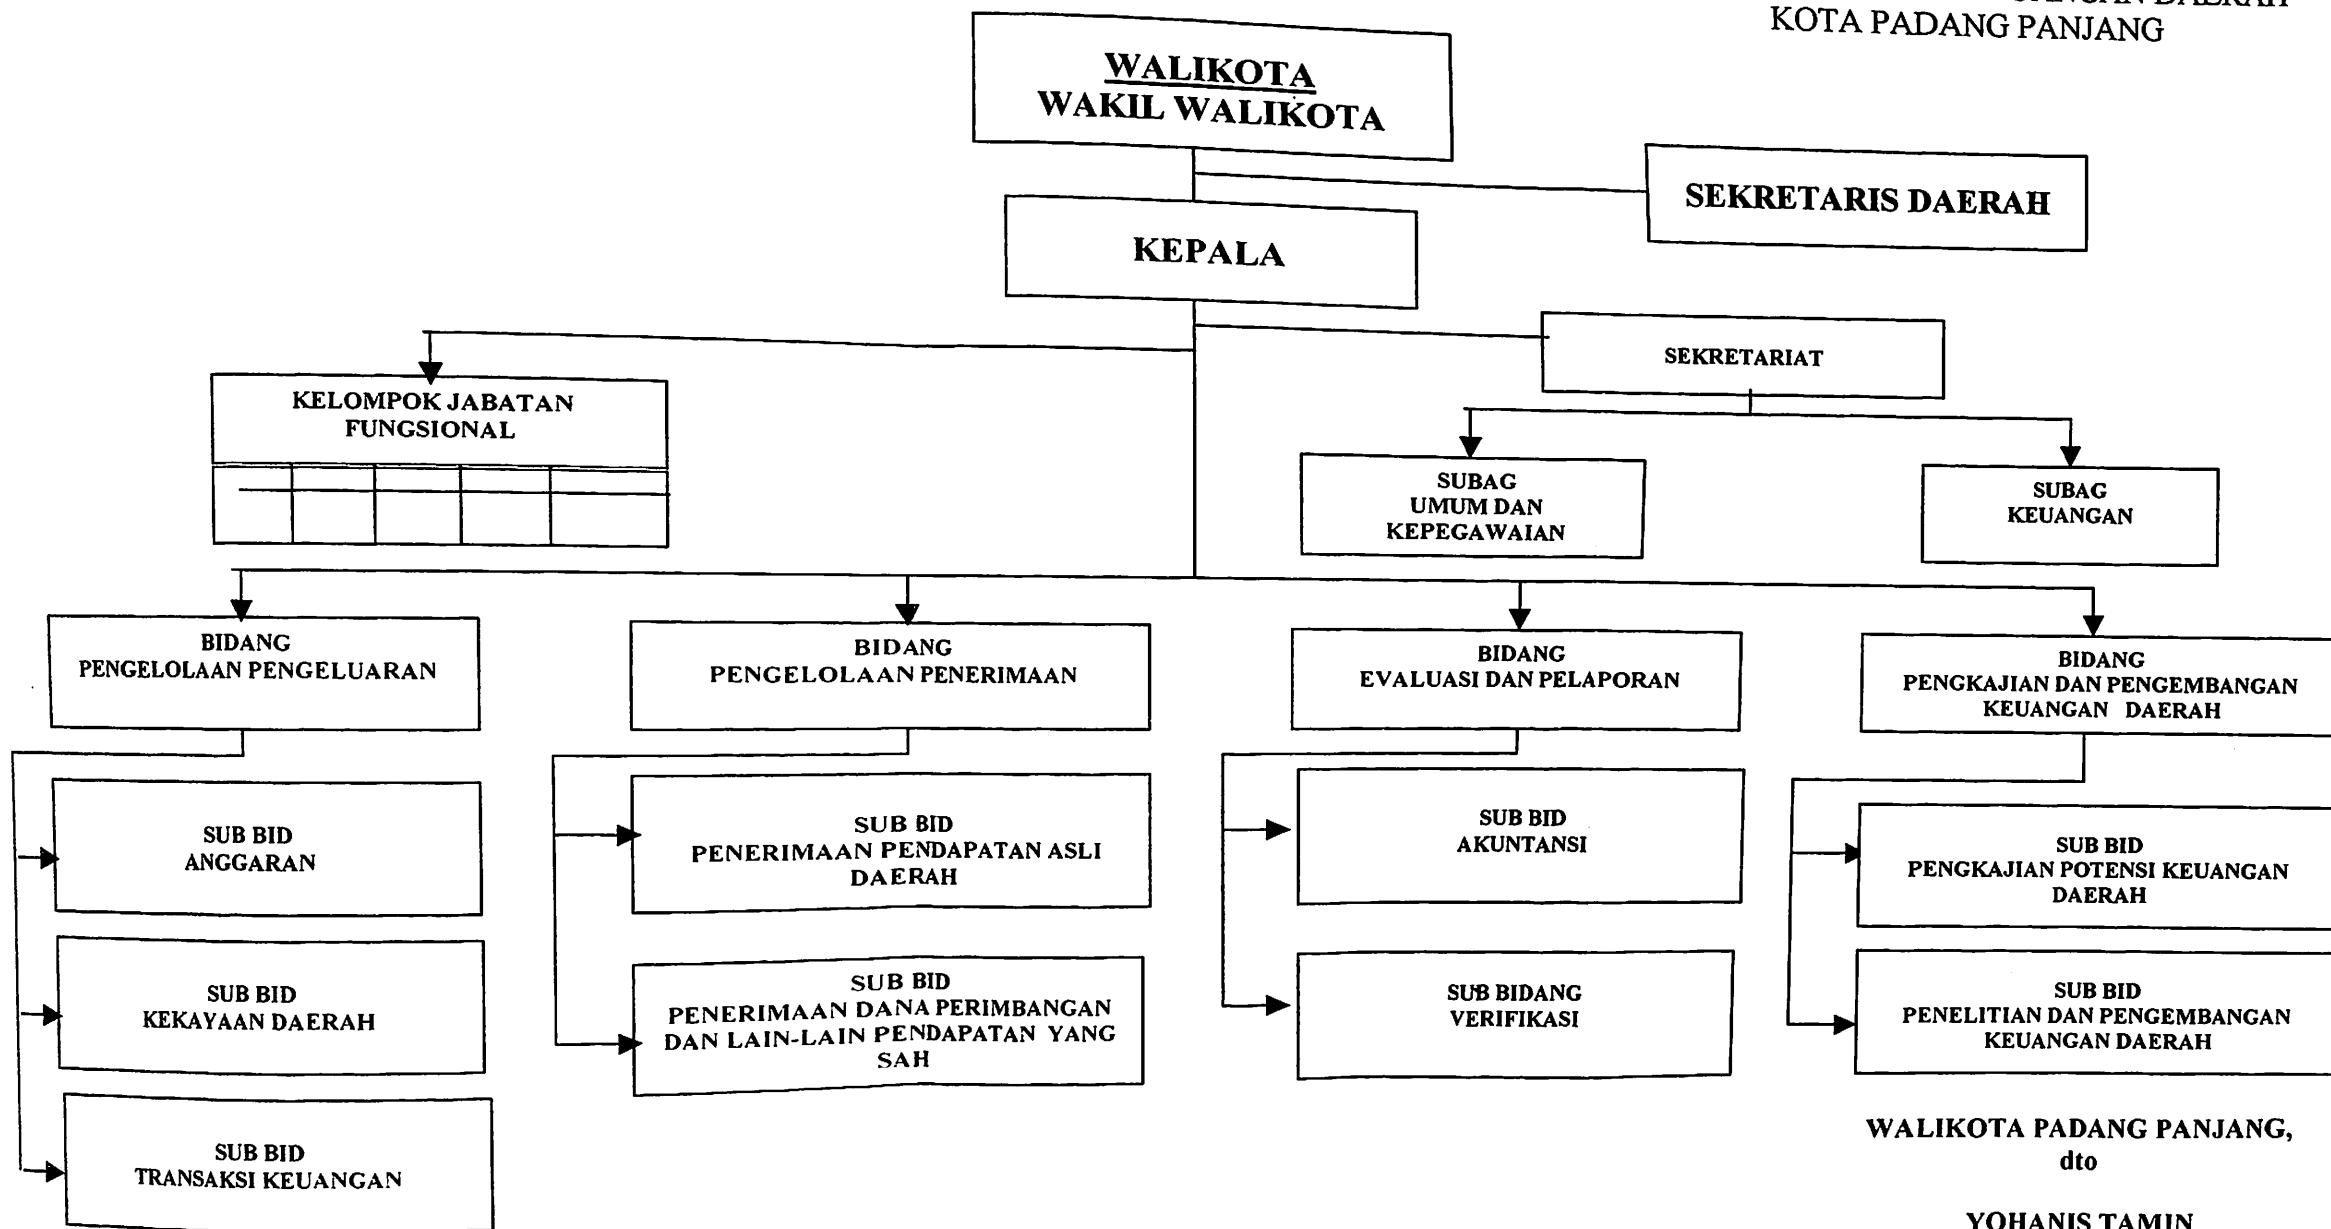 KOTA PADANG PANJANG
WALIKOTA
WAKIL WALIKOTA
SEKRETARIS DAERAH
KEPALA
SEKRETARIAT
KELOMPOK JABATAN
FUNGSIONAL
SUBAG
UMUM DAN
KEPEGAWAIAN
SUBAG
KEUANGAN
BIDANG
PENGELOLAAN PENGELUARAN
BIDANG
PENGELOLAAN PENERIMAAN
BIDANG
EVALUASI DAN PELAPORAN
BIDANG
PENGKAJIAN DAN PENGEMBANGAN
KEUANGAN DAERAH
SUB BID
ANGGARAN
SUB BID
KEKAYAAN DAERAH
SUB BID
TRANSAKSI KEUANGAN
SUB BID
PENERIMAAN PENDAPATAN ASLI
DAERAH
SUB BID
PENERIMAAN DANA PERIMBANGAN
DAN LAIN-LAIN PENDAPATAN YANG
SAH
SUB BID
AKUNTANSI
SUB BIDANG
VERIFIKASI
SUB BID
PENGKAJIAN POTENSI KEUANGAN
DAERAH
SUB BID
PENELITIAN DAN PENGEMBANGAN
KEUANGAN DAERAH
WALIKOTA PADANG PANJANG,
dto
YOHANIS TAMIN